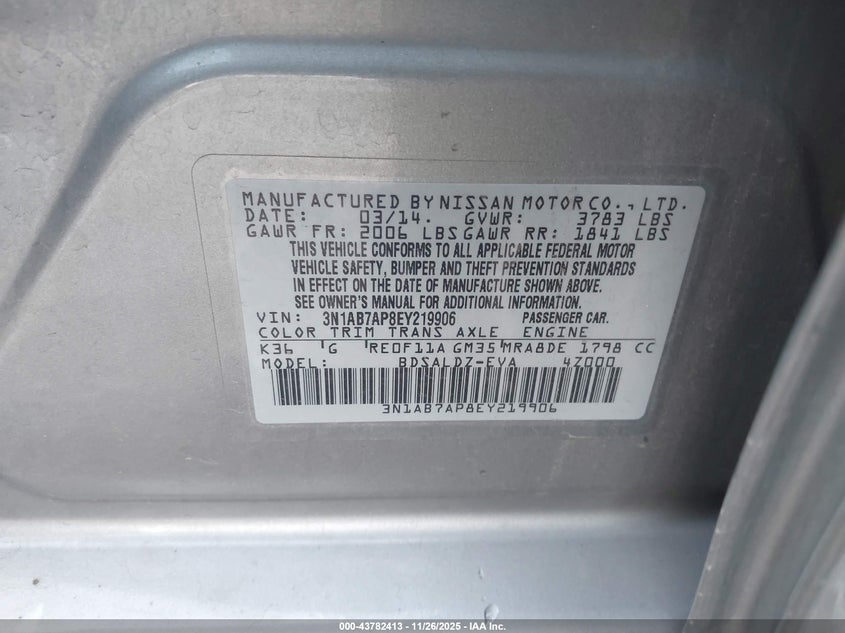 MANUFACTURED BY NISSAN MOTOR CO., LTD.
DATE: 03/14. GVWR: 3783 LBS
GAWR FR: 2006 LBS GAWR RR: 1841 LBS
THIS VEHICLE CONFORMS TO ALL APPLICABLE FEDERAL MOTOR
VEHICLE SAFETY, BUMPER AND THEFT PREVENTION STANDARDS
IN EFFECT ON THE DATE OF MANUFACTURE SHOWN ABOVE.
SEE OWNER'S MANUAL FOR ADDITIONAL INFORMATION.
VIN: 3N1AB7AP8EY219906 PASSENGER CAR.
COLOR TRIM TRANS AXLE ENGINE
K36 'G 'RE0F11A GM35'MRA8DE 1798 CC
MODEL: BDSALDZ-EVA 4Z000
3N1AB7AP8EY219906
000-43782413 - 11/26/2025 - IAA Inc.